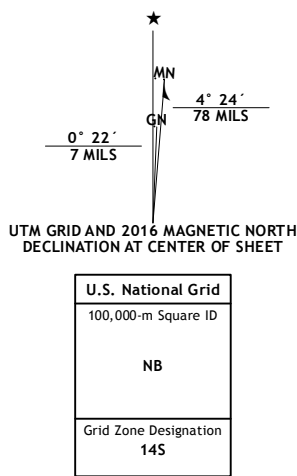 ★
MN
4° 24´
78 MILS
GN
0° 22´
7 MILS
UTM GRID AND 2016 MAGNETIC NORTH
DECLINATION AT CENTER OF SHEET
U.S. National Grid
100,000-m Square ID
NB
Grid Zone Designation
14S